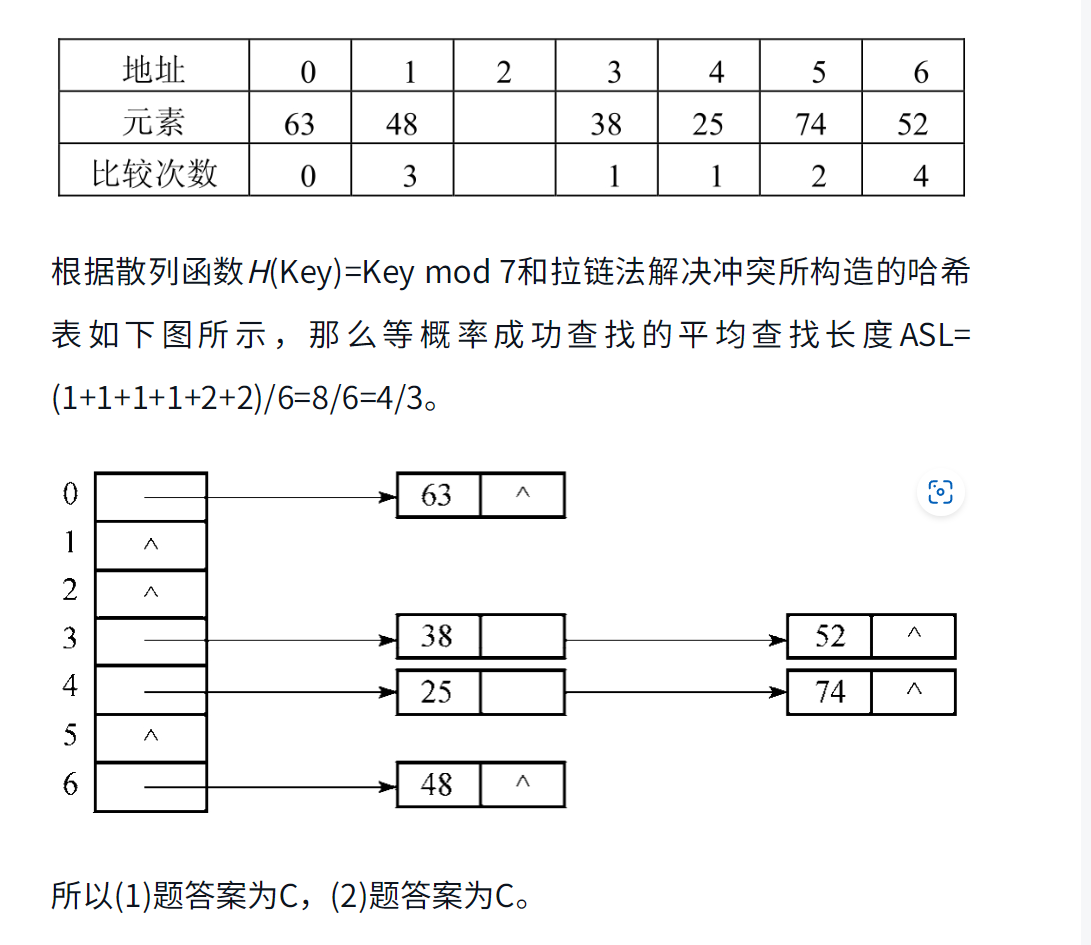 地址 0 1 2 3 4 5 6
元素 63 48 38 25 74 52
比较次数 0 3 1 1 2 4
根据散列函数H(Key)=Key mod 7和拉链法解决冲突所构造的哈希
表如下图所示，那么等概率成功查找的平均查找长度ASL=
(1+1+1+1+2+2)/6=8/6=4/3。
0 63 ^
1 ^
2 ^
3 38 52 ^
4 25 74 ^
5 ^
6 48 ^
所以(1)题答案为C，(2)题答案为C。